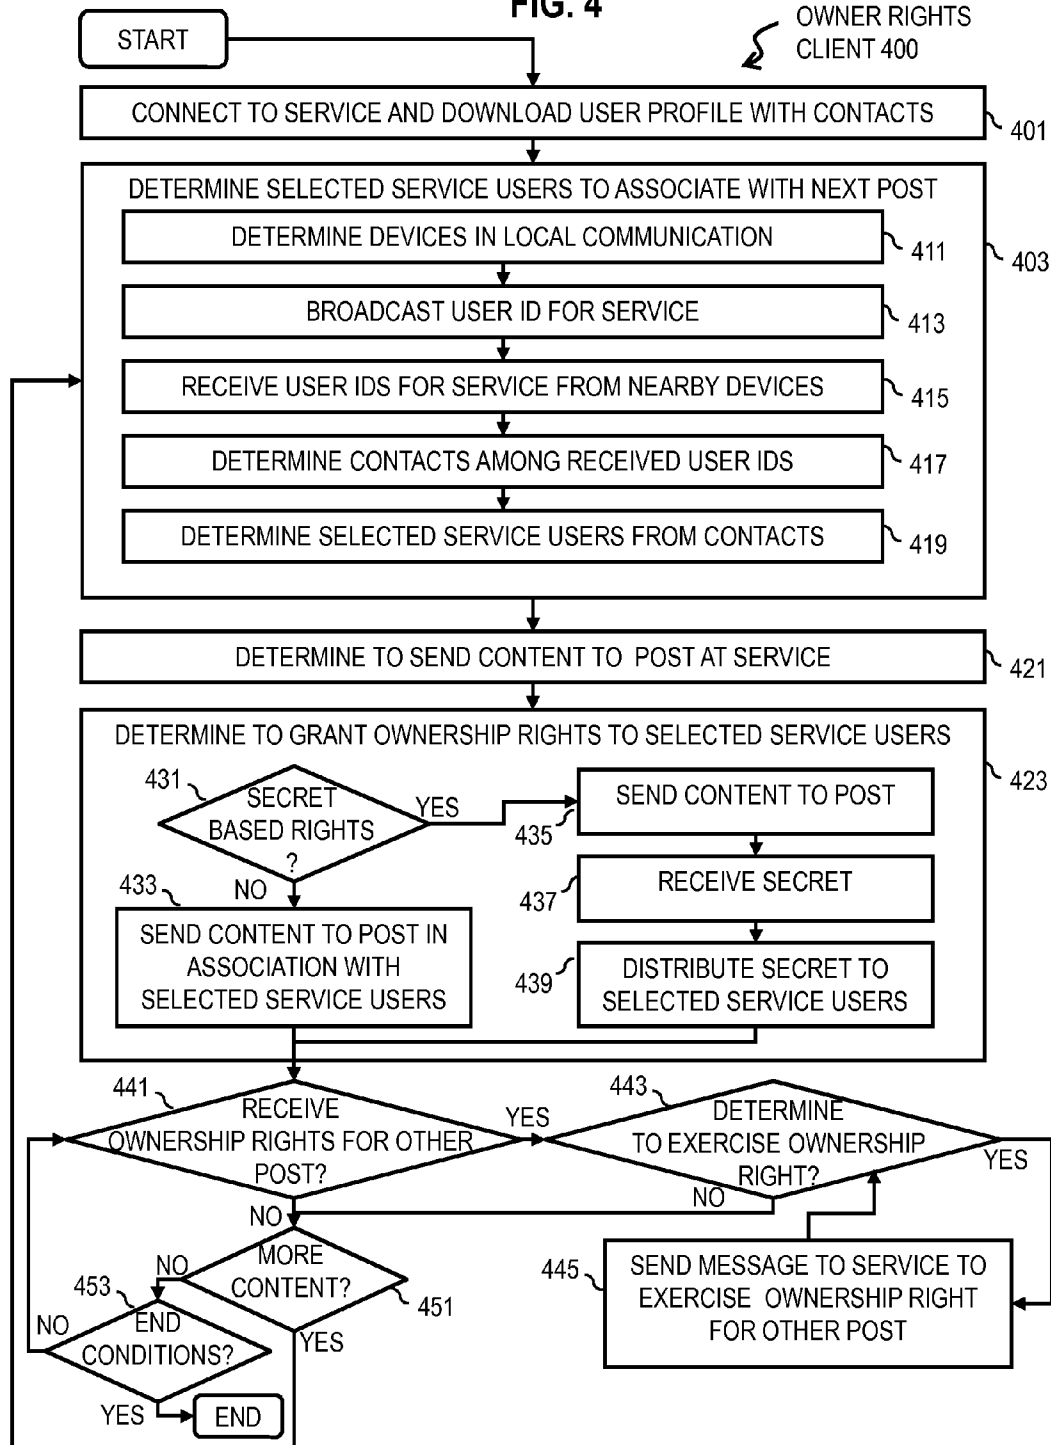 FIG. 4
START
OWNER RIGHTS
CLIENT 400
CONNECT TO SERVICE AND DOWNLOAD USER PROFILE WITH CONTACTS
401
DETERMINE SELECTED SERVICE USERS TO ASSOCIATE WITH NEXT POST
403
DETERMINE DEVICES IN LOCAL COMMUNICATION
411
BROADCAST USER ID FOR SERVICE
413
RECEIVE USER IDS FOR SERVICE FROM NEARBY DEVICES
415
DETERMINE CONTACTS AMONG RECEIVED USER IDS
417
DETERMINE SELECTED SERVICE USERS FROM CONTACTS
419
DETERMINE TO SEND CONTENT TO POST AT SERVICE
421
DETERMINE TO GRANT OWNERSHIP RIGHTS TO SELECTED SERVICE USERS
423
431
SECRET
BASED RIGHTS
?
YES
NO
433
SEND CONTENT TO POST IN
ASSOCIATION WITH
SELECTED SERVICE USERS
SEND CONTENT TO POST
435
RECEIVE SECRET
437
DISTRIBUTE SECRET TO
SELECTED SERVICE USERS
439
441
RECEIVE
OWNERSHIP RIGHTS FOR OTHER
POST?
YES
NO
443
DETERMINE
TO EXERCISE OWNERSHIP
RIGHT?
YES
NO
445
SEND MESSAGE TO SERVICE TO
EXERCISE OWNERSHIP RIGHT
FOR OTHER POST
MORE
CONTENT?
451
NO
YES
453
END
CONDITIONS?
NO
YES
END